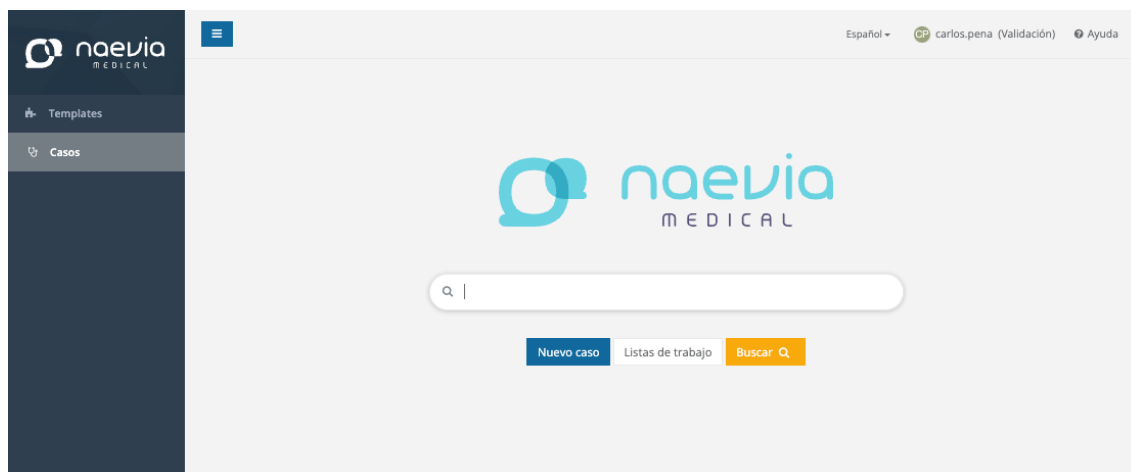 naevia
MEDICAL
Español
CP carlos.pena (Validación)
Ayuda
Templates
Casos
naevia
MEDICAL
Nuevo caso
Listas de trabajo
Buscar